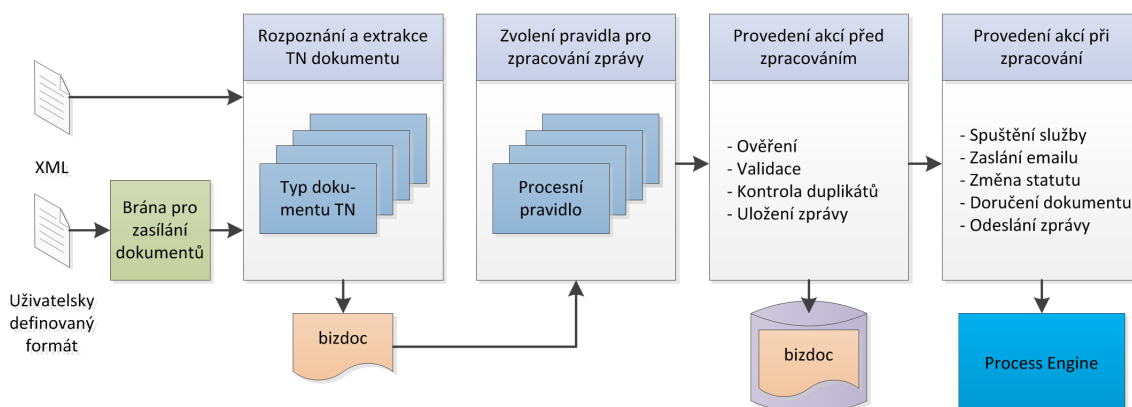 Rozpoznání a extrakce
TN dokumentu
Zvolení pravidla pro
zpracování zprávy
Provedení akcí před
zpracováním
Provedení akcí při
zpracování
XML
Typ doku-
mentu TN
Procesní
pravidlo
- Ověření
- Validace
- Kontrola duplikátů
- Uložení zprávy
- Spuštění služby
- Zaslání emailu
- Změna statutu
- Doručení dokumentu
- Odeslání zprávy
Brána pro
zasílání
dokumentů
Uživatelsky
definovaný
formát
bizdoc
bizdoc
Process Engine